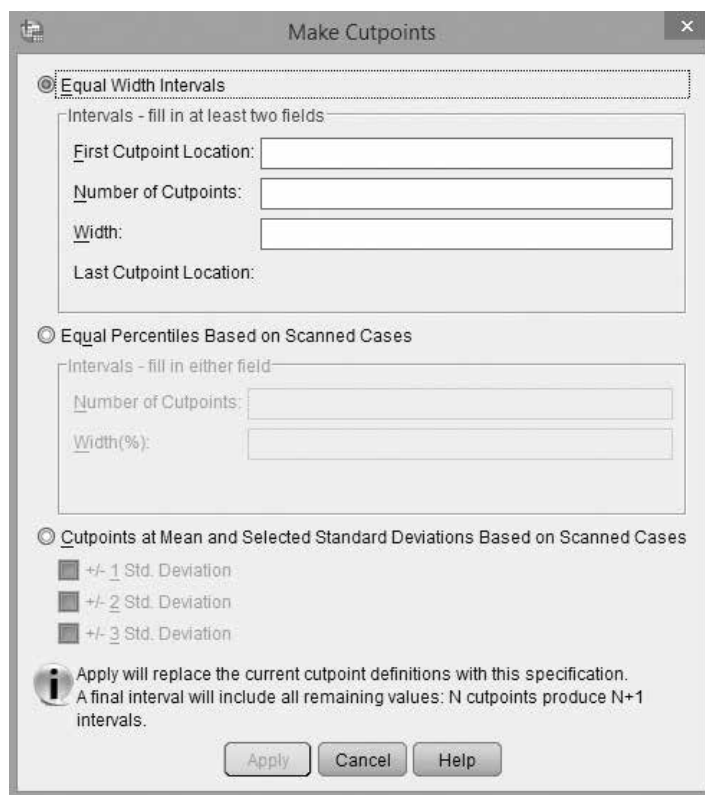 Make Cutpoints
Equal Width Intervals
Intervals - fill in at least two fields
First Cutpoint Location:
Number of Cutpoints:
Width:
Last Cutpoint Location:
Equal Percentiles Based on Scanned Cases
Intervals - fill in either field
Number of Cutpoints:
Width(%):
Cutpoints at Mean and Selected Standard Deviations Based on Scanned Cases
+/- 1 Std. Deviation
+/- 2 Std. Deviation
+/- 3 Std. Deviation
Apply will replace the current cutpoint definitions with this specification.
A final interval will include all remaining values: N cutpoints produce N+1
intervals.
Apply Cancel Help